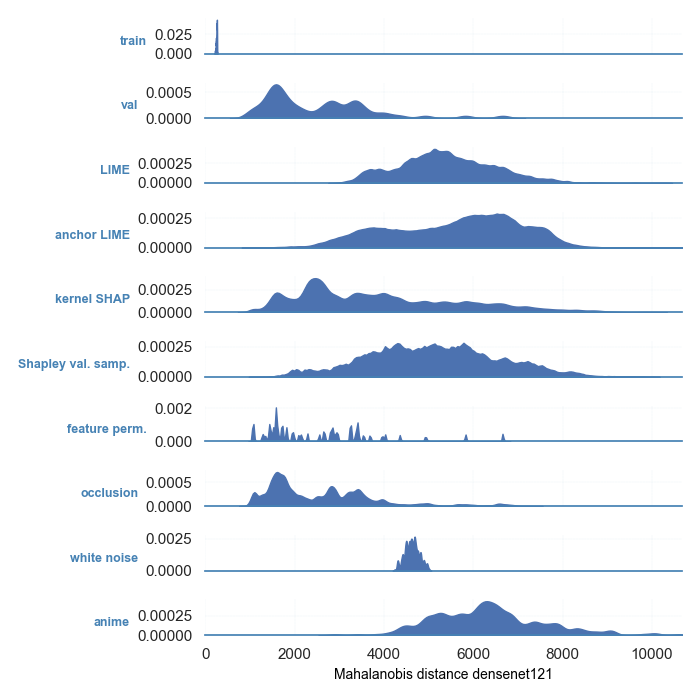 train 0.025
0.000
val 0.0005
0.0000
LIME 0.00025
0.00000
anchor LIME 0.00025
0.00000
kernel SHAP 0.00025
0.00000
Shapley val. samp. 0.00025
0.00000
feature perm. 0.002
0.000
occlusion 0.0005
0.0000
white noise 0.0025
0.0000
anime 0.00025
0.00000
0 2000 4000 6000 8000 10000
Mahalanobis distance densenet121